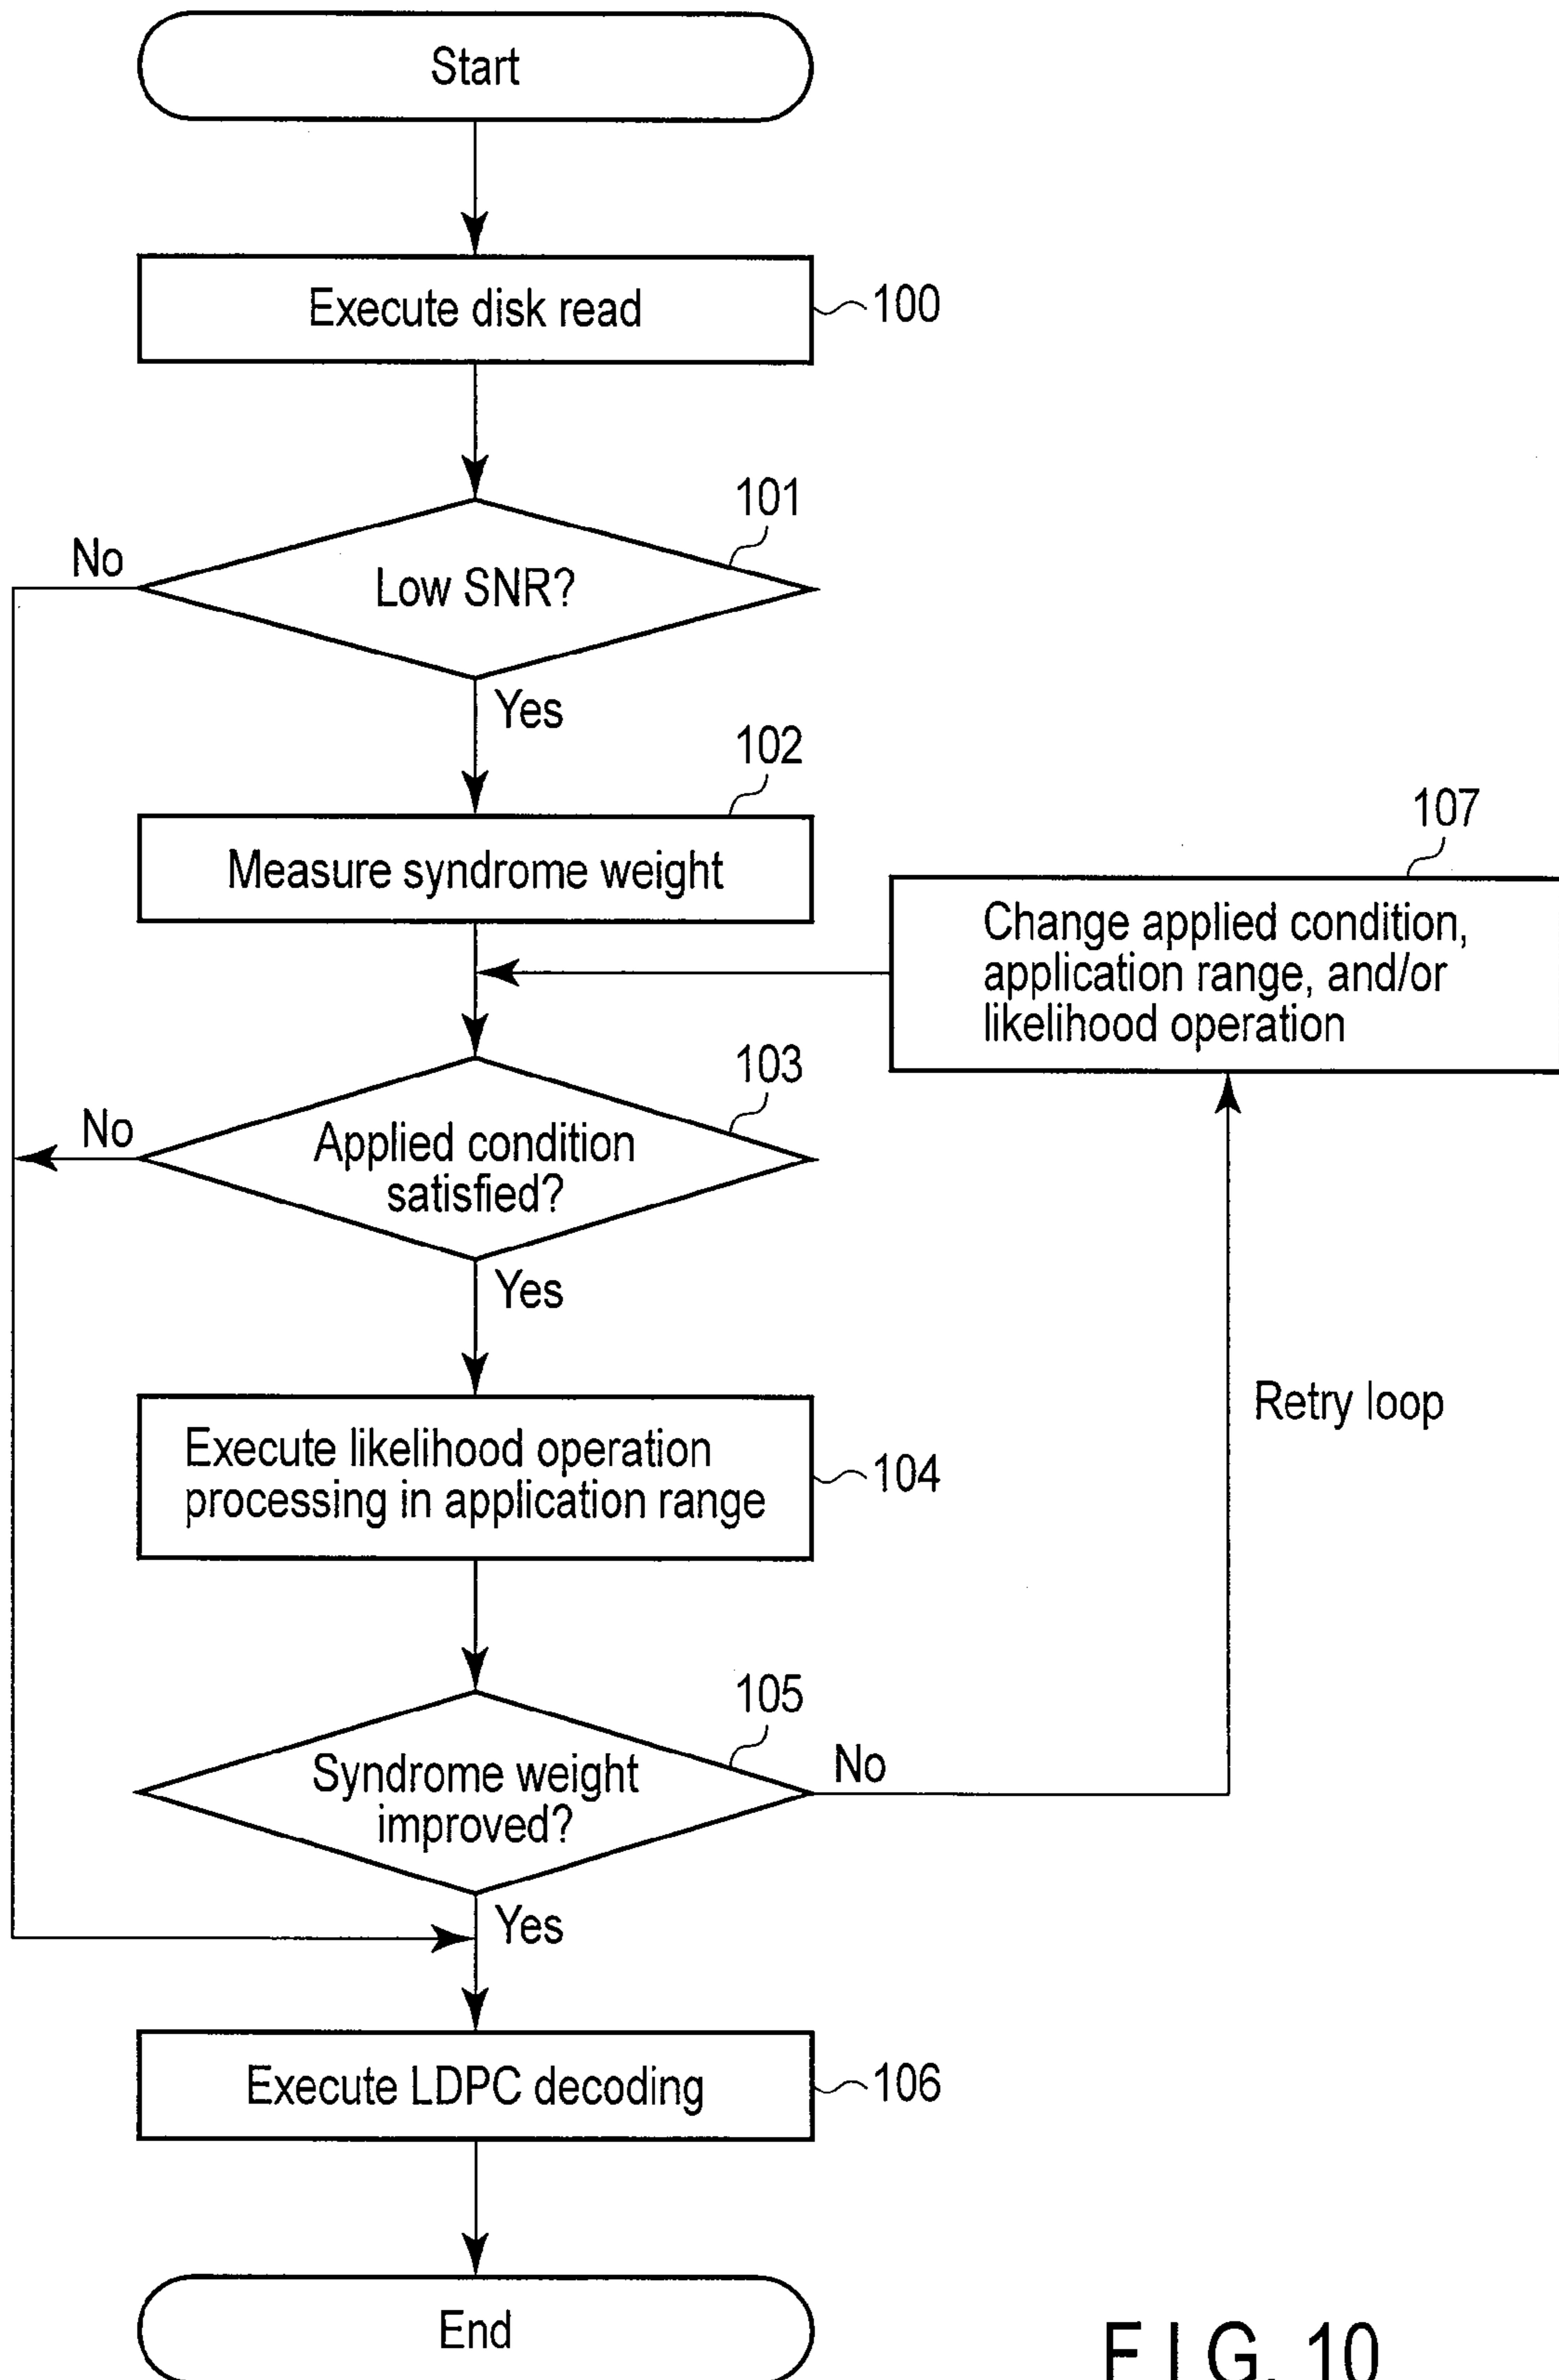 Start
Execute disk read
100
101
No
Low SNR?
Yes
102
Measure syndrome weight
107
Change applied condition,
application range, and/or
likelihood operation
103
No
Applied condition
satisfied?
Yes
Execute likelihood operation
processing in application range
104
Retry loop
105
Syndrome weight
improved?
No
Yes
Execute LDPC decoding
106
End
FIG. 10